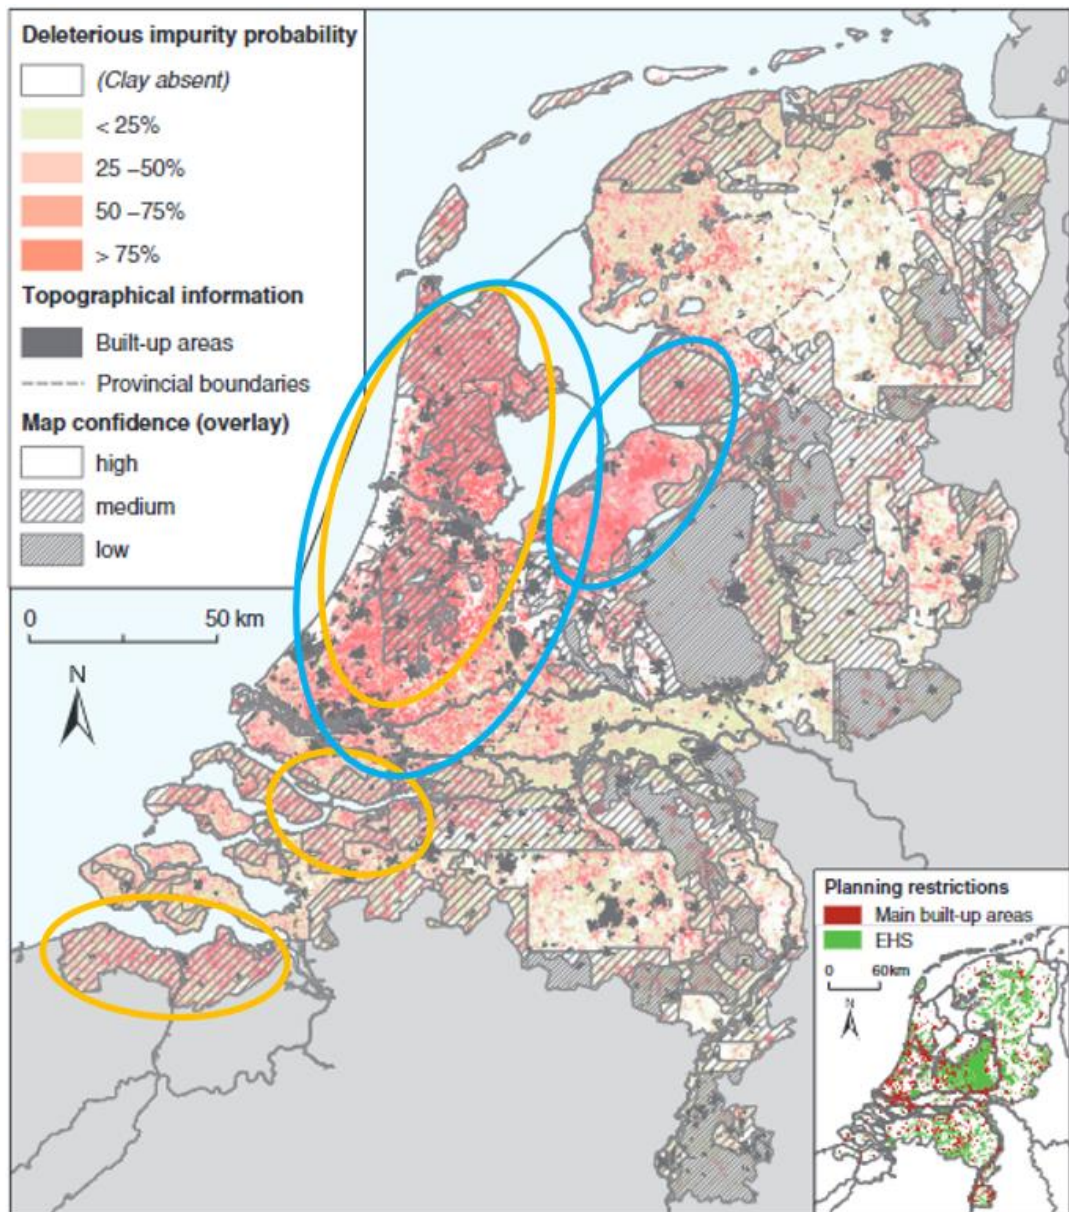 Deleterious impurity probability
(Clay absent)
< 25%
25 –50%
50 –75%
> 75%
Topographical information
Built-up areas
Provincial boundaries
Map confidence (overlay)
high
medium
low
0 50 km
N
Planning restrictions
Main built-up areas
EHS
0 60km
N